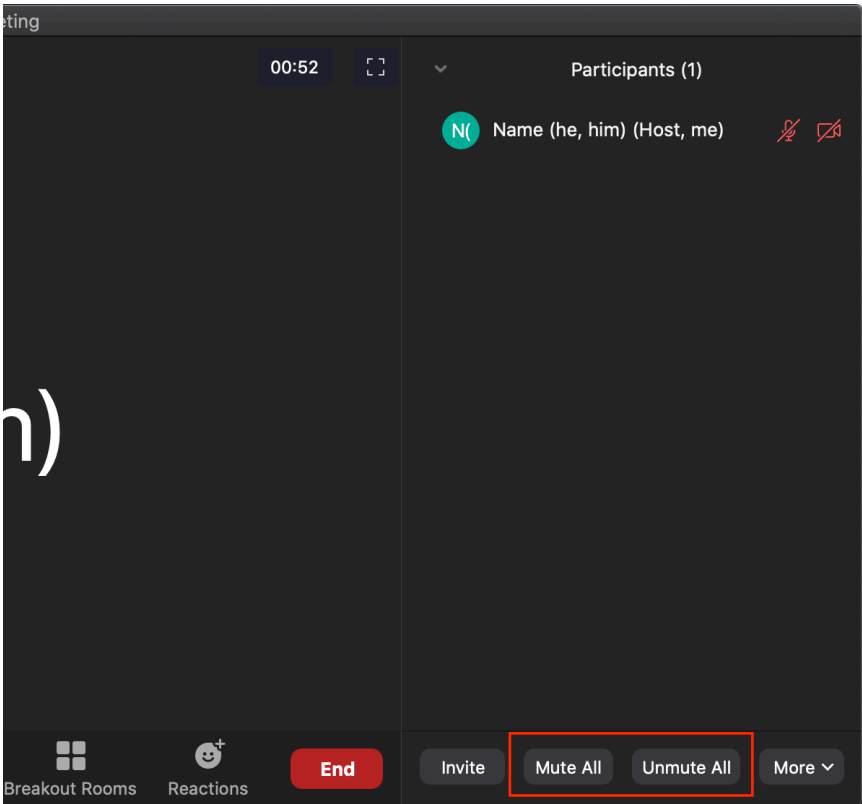 eting
00:52
Participants (1)
N(
Name (he, him) (Host, me)
n)
Breakout Rooms
Reactions
End
Invite
Mute All
Unmute All
More